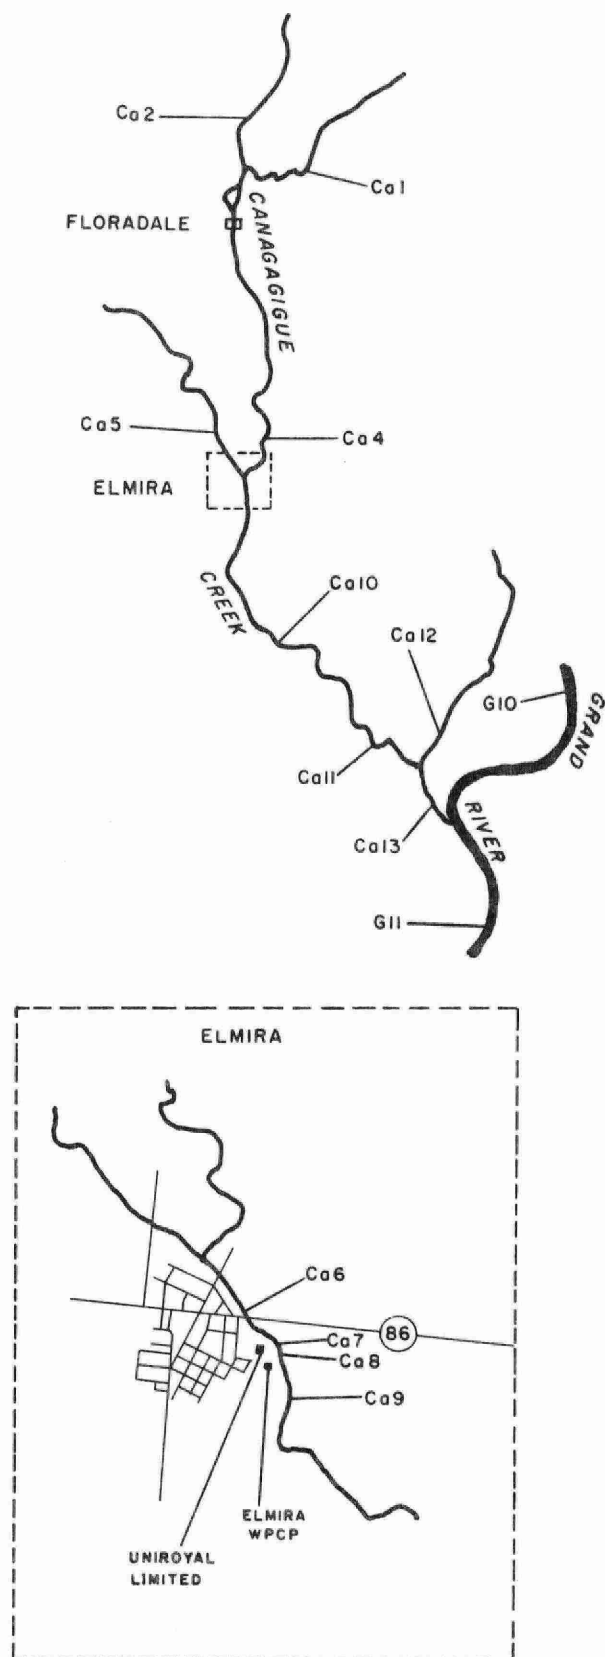 Ca2
Ca1
FLORADALE
CANAGAGIGUE
Ca5
Ca4
ELMIRA
CREEK
Ca10
Ca12
G10
GRAND
Ca11
RIVER
Ca13
G11
ELMIRA
Ca6
86
Ca7
Ca8
Ca9
ELMIRA
WPCP
UNIROYAL
LIMITED